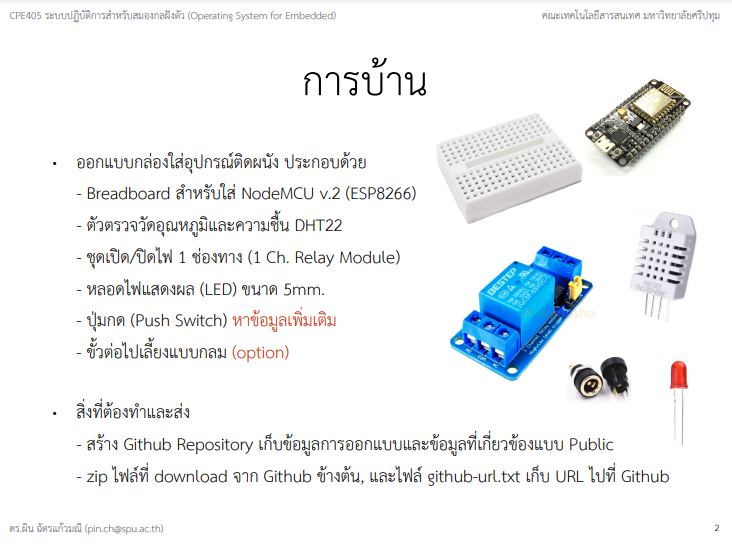 CPE405 ระบบปฏิบัติการสำหรับสมองกลฝังตัว (Operating System for Embedded)
คณะเทคโนโลยีสารสนเทศ มหาวิทยาลัยศรีปทุม
การบ้าน
• ออกแบบกล่องใส่อุปกรณ์ติดผนัง ประกอบด้วย
- Breadboard สำหรับใส่ NodeMCU v.2 (ESP8266)
- ตัวตรวจวัดอุณหภูมิและความชื้น DHT22
- ชุดเปิด/ปิดไฟ 1 ช่องทาง (1 Ch. Relay Module)
- หลอดไฟแสดงผล (LED) ขนาด 5mm.
- ปุ่มกด (Push Switch) หาข้อมูลเพิ่มเติม
- ขั้วต่อไปเลี้ยงแบบกลม (option)
BESTEP
• สิ่งที่ต้องทำและส่ง
- สร้าง Github Repository เก็บข้อมูลการออกแบบและข้อมูลที่เกี่ยวข้องแบบ Public
- zip ไฟล์ที่ download จาก Github ข้างต้น, และไฟล์ github-url.txt เก็บ URL ไปที่ Github
ดร.ผิน ฉัตรแก้วมณี (pin.ch@spu.ac.th)
2